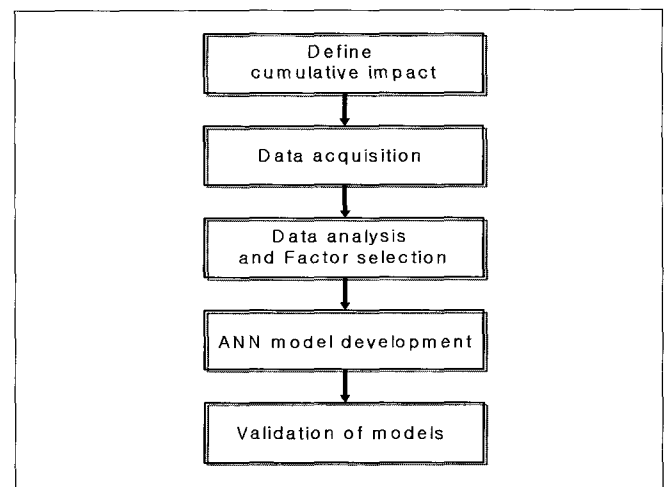 Define
cumulative impact
Data acquisition
Data analysis
and Factor selection
ANN model development
Validation of models